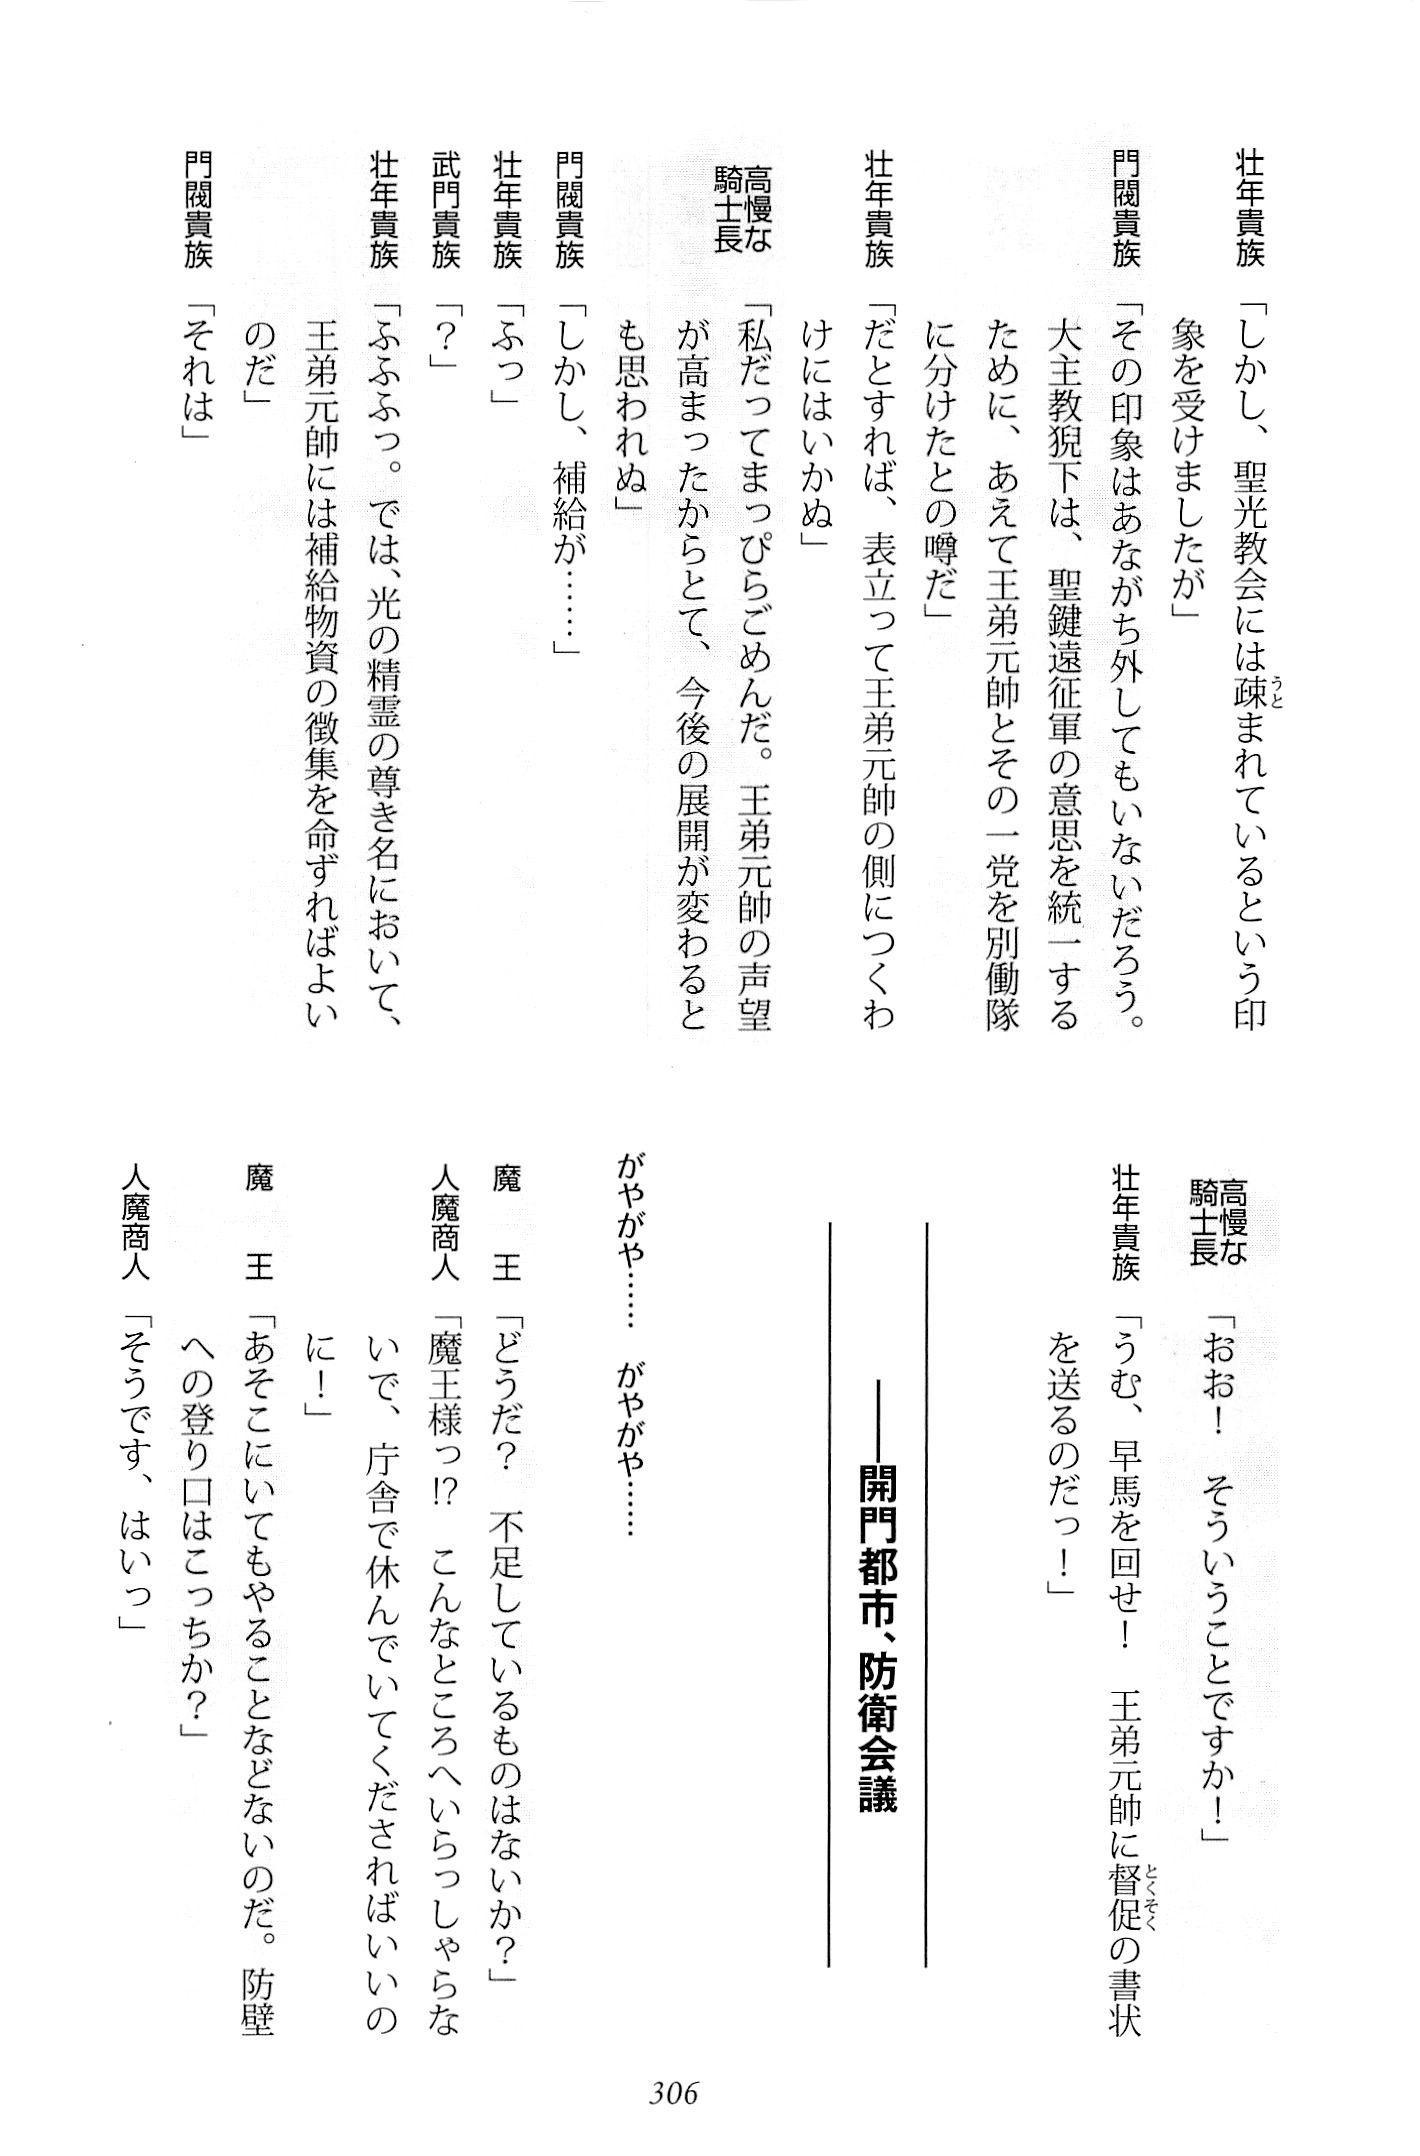 壮年貴族「しかし、聖光教会には疎まれているという印
象を受けましたが」
門閥貴族「その印象はあながち外してもいないだろう。
大主教猊下は、聖鍵遠征軍の意思を統一する
ために、あえて王弟元帥とその一党を別働隊
に分けたとの噂だ」
壮年貴族「だとすれば、表立って王弟元帥の側につくわ
けにはいかぬ」
高慢な騎士長「私だってまっぴらごめんだ。王弟元帥の声望
が高まったからとて、今後の展開が変わると
も思われぬ」
門閥貴族「しかし、補給が……」
壮年貴族「ふっ」
武門貴族「?」
壮年貴族「ふふふっ。では、光の精霊の尊き名において、
王弟元帥には補給物資の徴集を命ずればよい
のだ」
門閥貴族「それは」
高慢な騎士長「おお! そういうことですか!」
壮年貴族「うむ、早馬を回せ! 王弟元帥に督促の書状
を送るのだっ!」
――開門都市、防衛会議
がやがや…… がやがや……
魔 王「どうだ? 不足しているものはないか?」
人魔商人「魔王様っ!? こんなところへいらっしゃらな
いで、庁舎で休んでいてくださればいいの
に!」
魔 王「あそこにいてもやることなどないのだ。防壁
への登り口はこっちか?」
人魔商人「そうです、はいっ」
306